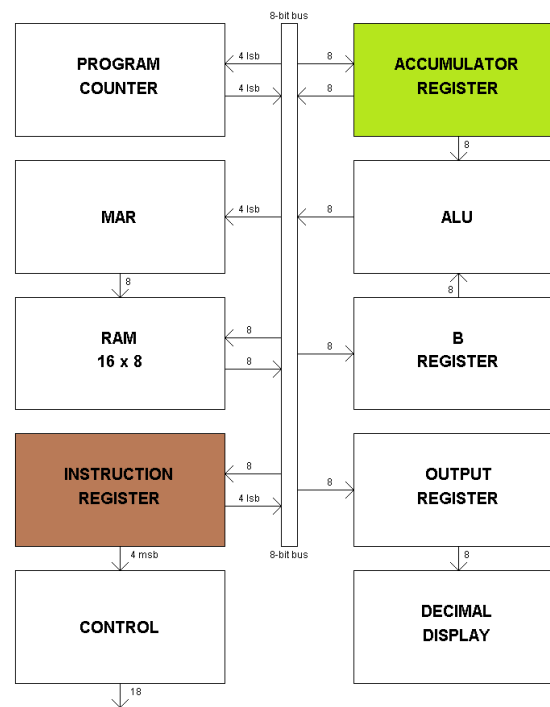 8-bit bus
PROGRAM
COUNTER
4 lsb
4 lsb
8
8
ACCUMULATOR
REGISTER
8
MAR
4 lsb
8
ALU
8
8
RAM
16 x 8
8
8
8
B
REGISTER
INSTRUCTION
REGISTER
8
4 lsb
8
OUTPUT
REGISTER
4 msb
8-bit bus
8
CONTROL
DECIMAL
DISPLAY
18